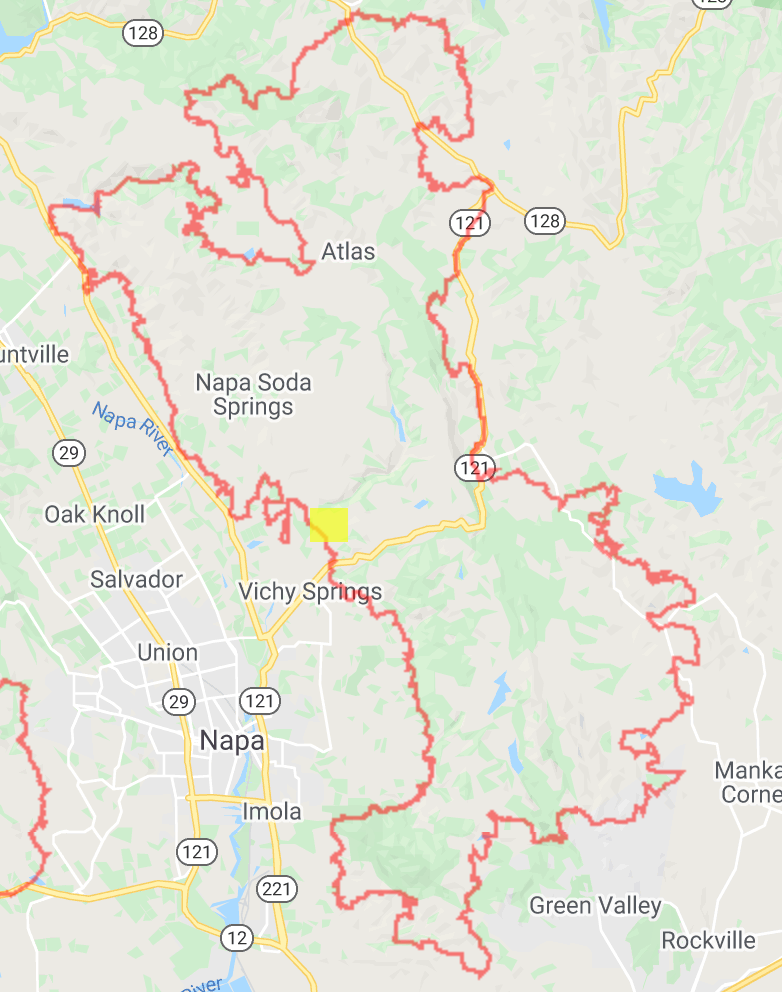 128
121
128
Atlas
untville
Napa Soda
Springs
Napa River
29
121
Oak Knoll
Salvador
Vichy Springs
Union
29
121
Napa
Manka
Corne
Imola
121
221
Green Valley
12
Rockville
River